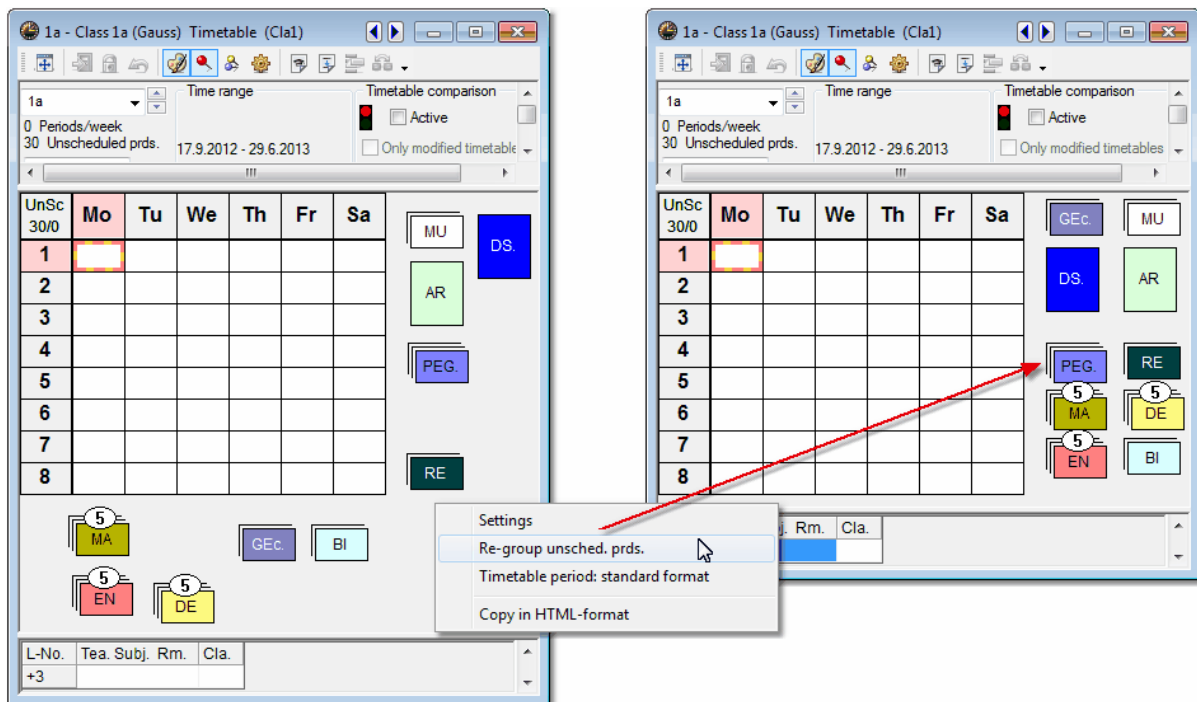 1a - Class 1a (Gauss) Timetable (Cla1)
1a
Time range
Timetable comparison
Active
0 Periods/week
30 Unscheduled prds.
17.9.2012 - 29.6.2013
Only modified timetable
UnSc
30/0
Mo Tu We Th Fr Sa
1
2
3
4
5
6
7
8
MU
DS.
AR
PEG.
RE
5
MA
GEc.
BI
5
EN
5
DE
L-No. Tea. Subj. Rm. Cla.
+3
Settings
Re-group unsched. prds.
Timetable period: standard format
Copy in HTML-format
1a - Class 1a (Gauss) Timetable (Cla1)
1a
Time range
Timetable comparison
Active
0 Periods/week
30 Unscheduled prds.
17.9.2012 - 29.6.2013
Only modified timetables
UnSc
30/0
Mo Tu We Th Fr Sa
1
2
3
4
5
6
7
8
GEc.
MU
DS.
AR
PEG.
RE
5
MA
5
DE
5
EN
BI
Rm. Cla.